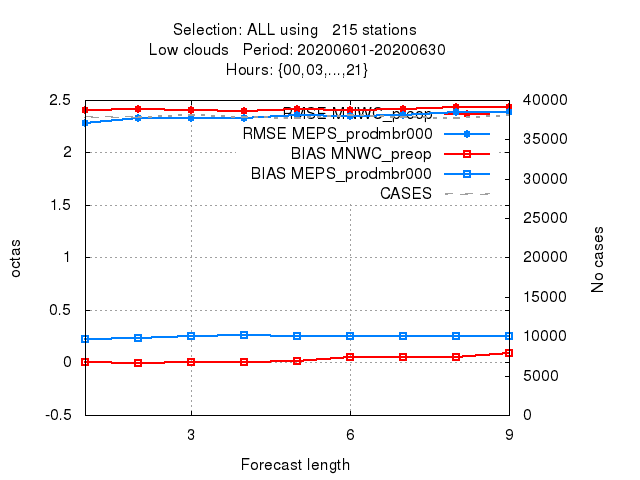 Selection: ALL using 215 stations
Low clouds Period: 20200601-20200630
Hours: {00,03,...,21}
2.5
2
1.5
1
0.5
0
-0.5
octas
RMSE MNWC_preop
RMSE MEPS_prodmbr000
BIAS MNWC_preop
BIAS MEPS_prodmbr000
CASES
40000
35000
30000
25000
20000
15000
10000
5000
0
No cases
3
6
9
Forecast length